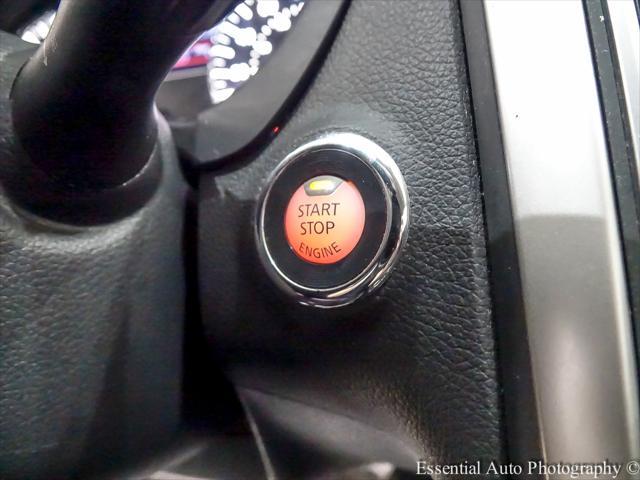 START
STOP
ENGINE
Essential Auto Photography ©